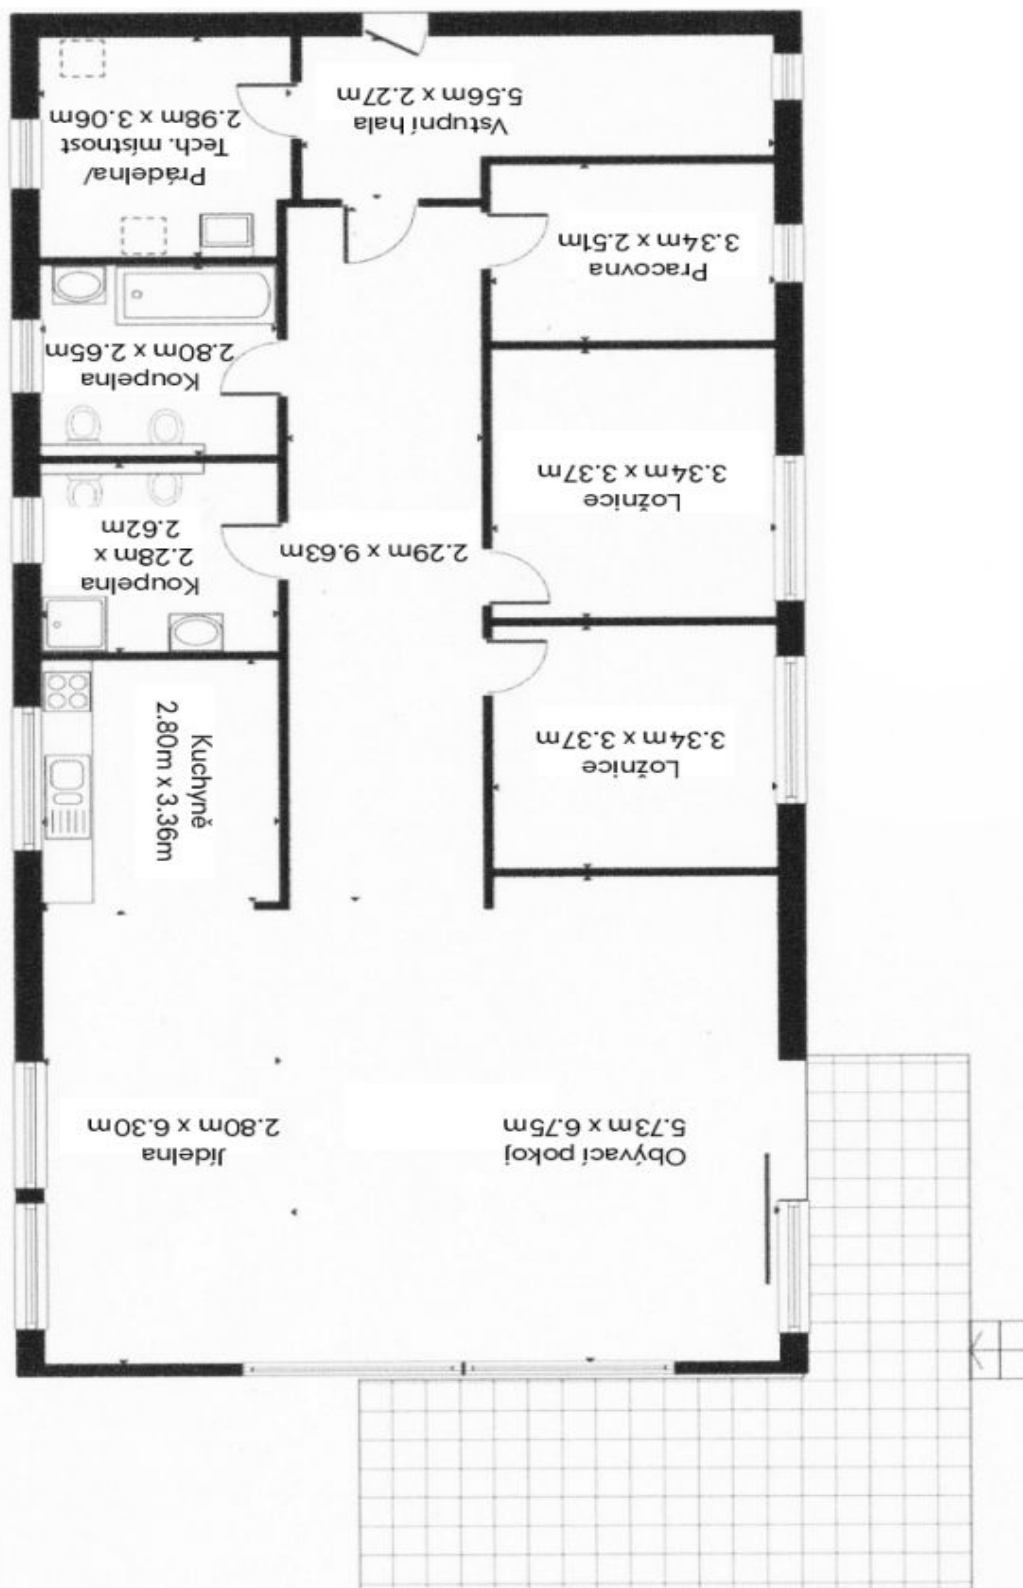 Vstupní hala
5.56m x 2.27m
Prádelna/
Tech. místnost
2.98m x 3.06m
Pracovna
3.34m x 2.51m
Koupelna
2.80m x 2.65m
Ložnice
3.34m x 3.37m
Koupelna
2.28m x
2.62m
2.29m x 9.63m
Kuchyně
2.80m x 3.36m
Ložnice
3.34m x 3.37m
Jídelna
2.80m x 6.30m
Obývací pokoj
5.73m x 6.75m